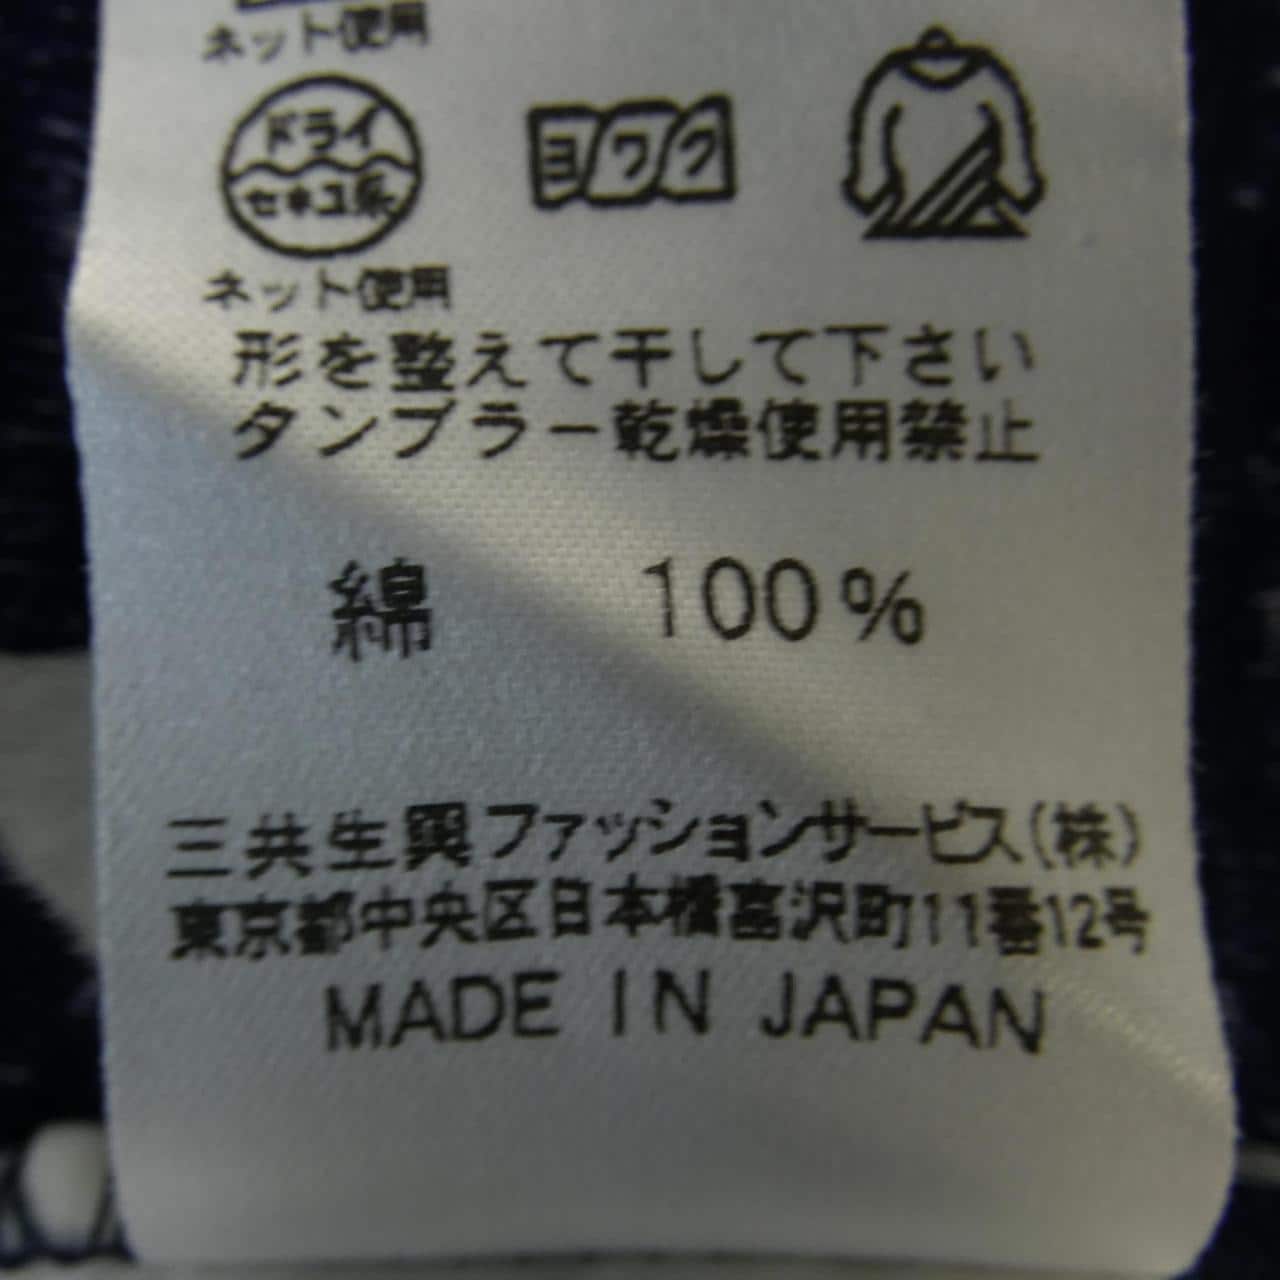 ネット使用
ドライ
セキユ系
ヨワク
ネット使用
形を整えて干して下さい
タンブラー乾燥使用禁止
綿 100%
三共生興ファッションサービス(株)
東京都中央区日本橋富沢町11番12号
MADE IN JAPAN